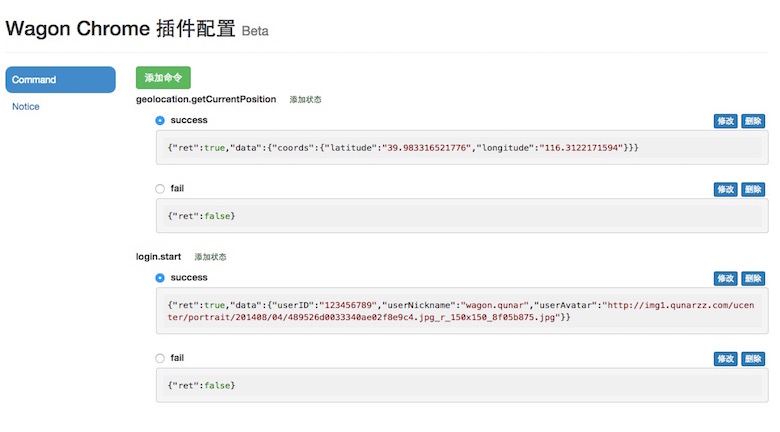 Wagon Chrome 插件配置 Beta
Command
Notice
添加命令
geolocation.getCurrentPosition 添加状态
success 修改 删除
{"ret":true,"data":{"coords":{"latitude":"39.983316521776","longitude":"116.3122171594"}}}
fail 修改 删除
{"ret":false}
login.start 添加状态
success 修改 删除
{"ret":true,"data":{"userID":"123456789","userNickname":"wagon.qunar","userAvatar":"http://img1.qunarzz.com/ucen
ter/portrait/201408/04/489526d0033340ae02f8e9c4.jpg_r_150x150_8f05b875.jpg"}}
fail 修改 删除
{"ret":false}